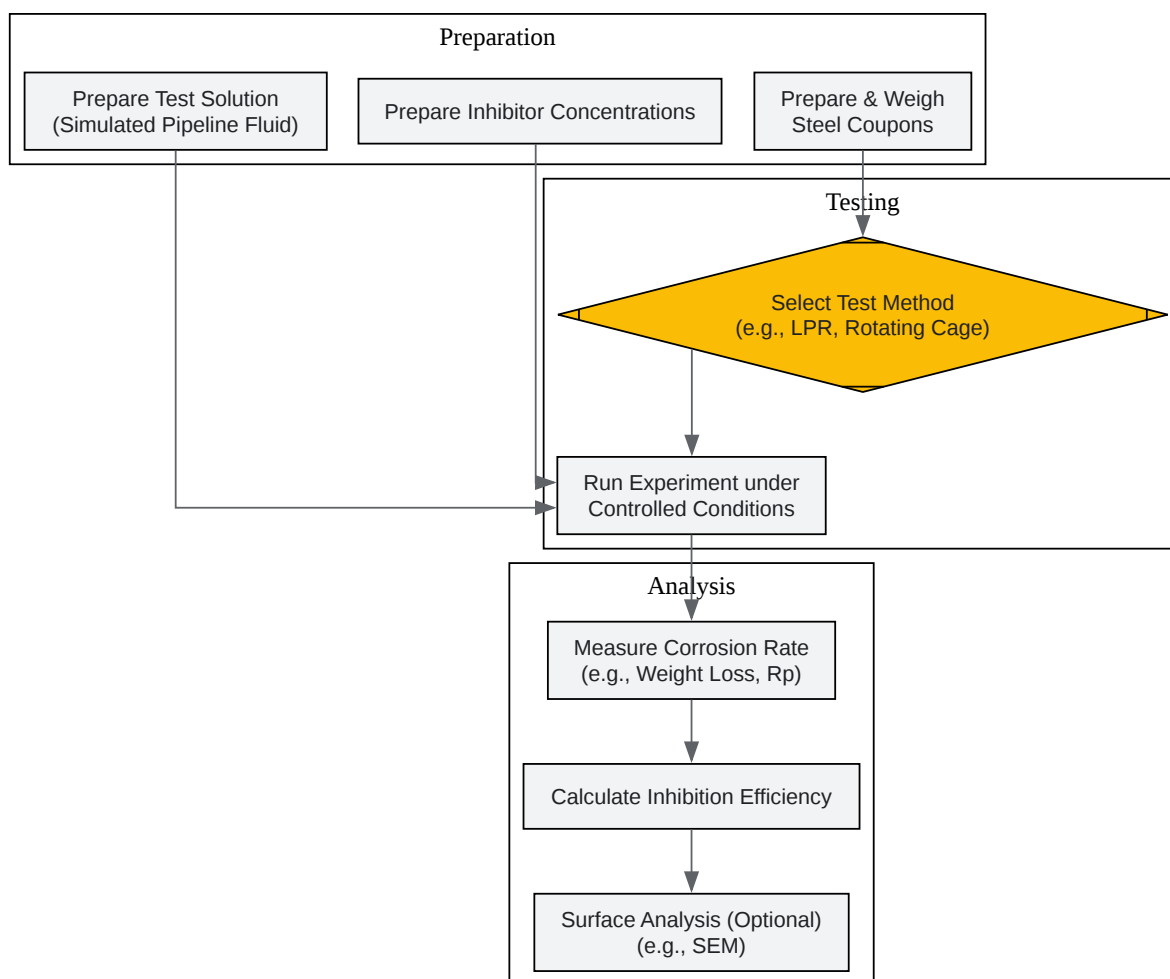 Preparation
Prepare Test Solution
(Simulated Pipeline Fluid)
Prepare Inhibitor Concentrations
Prepare & Weigh
Steel Coupons
Testing
Select Test Method
(e.g., LPR, Rotating Cage)
Run Experiment under
Controlled Conditions
Analysis
Measure Corrosion Rate
(e.g., Weight Loss, Rp)
Calculate Inhibition Efficiency
Surface Analysis (Optional)
(e.g., SEM)